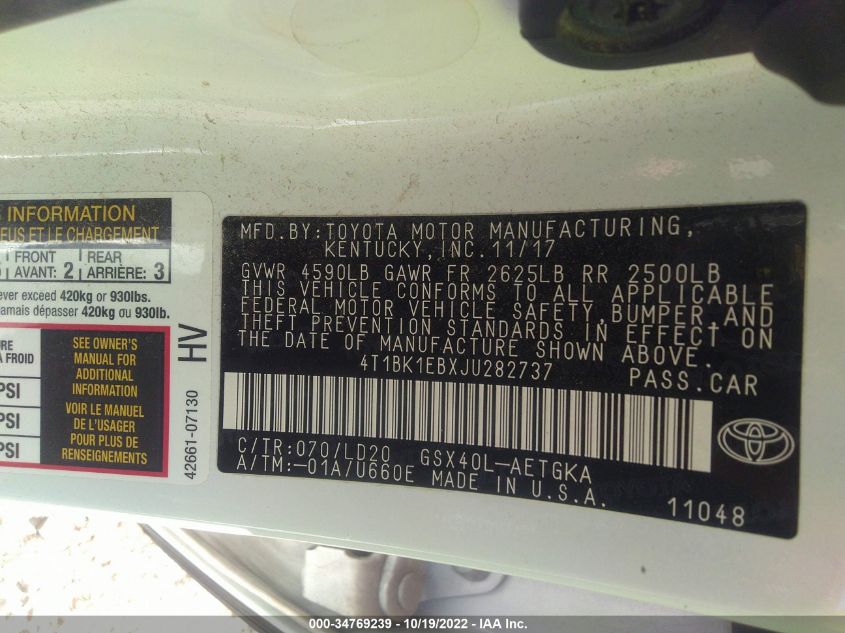 INFORMATION
EUS ET LE CHARGEMENT
FRONT
AVANT: 2
REAR
ARRIÈRE: 3
ever exceed 420kg or 930lbs.
amais dépasser 420kg ou 930lb.
URE
A FROID
PSI
PSI
PSI
SEE OWNER'S
MANUAL FOR
ADDITIONAL
INFORMATION
VOIR LE MANUEL
DE L'USAGER
POUR PLUS DE
RENSEIGNEMENTS
HV
42661-07130
MFD.BY:TOYOTA MOTOR MANUFACTURING,
KENTUCKY,INC.11/17
GVWR 4590LB GAWR FR 2625LB RR 2500LB
THIS VEHICLE CONFORMS TO ALL APPLICABLE
FEDERAL MOTOR VEHICLE SAFETY,BUMPER,AND
THEFT PREVENTION STANDARDS IN EFFECT ON
THE DATE OF MANUFACTURE SHOWN ABOVE.
4T1BK1EBXJU282737 PASS.CAR
C/TR:070/LD20 GSX40L-AETGKA
A/TM:-01A/U660E MADE IN U.S.A.
11048
000-34769239 - 10/19/2022 - IAA Inc.